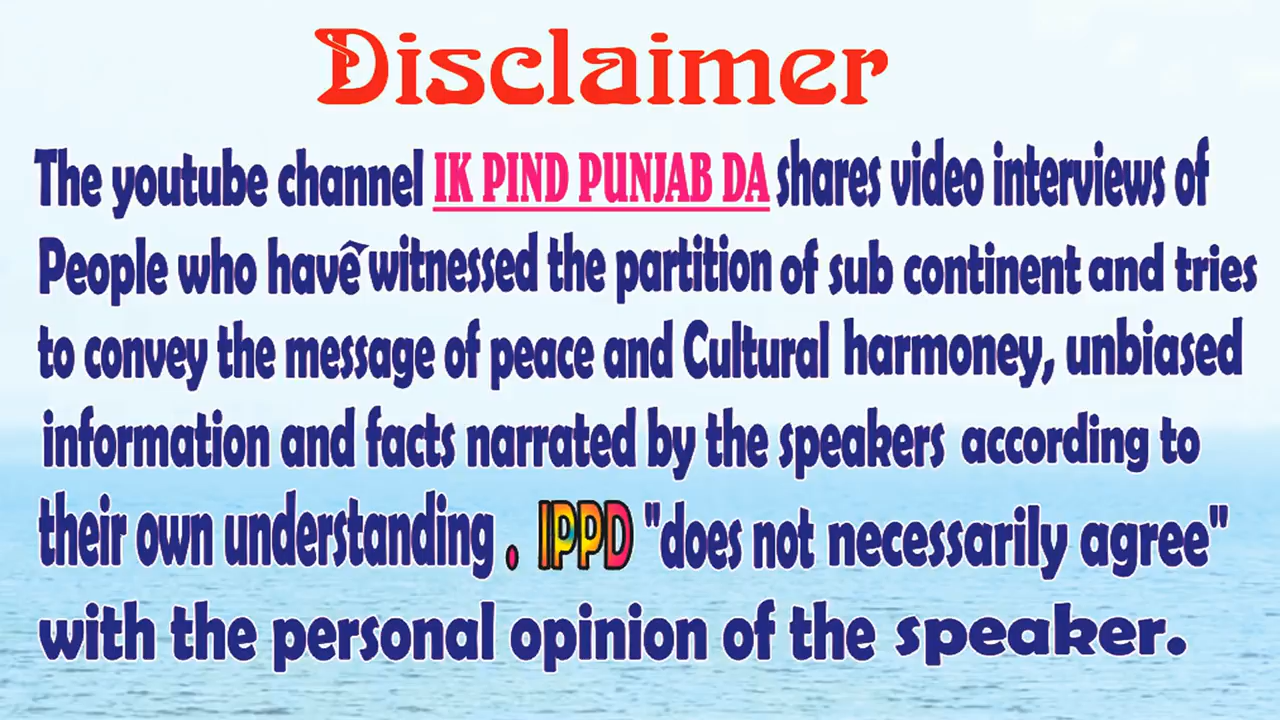 Disclaimer
The youtube channel IK PIND PUNJAB DA shares video interviews of
People who have witnessed the partition of sub continent and tries
to convey the message of peace and Cultural harmoney, unbiased
information and facts narrated by the speakers according to
their own understanding . IPPD "does not necessarily agree"
with the personal opinion of the speaker.